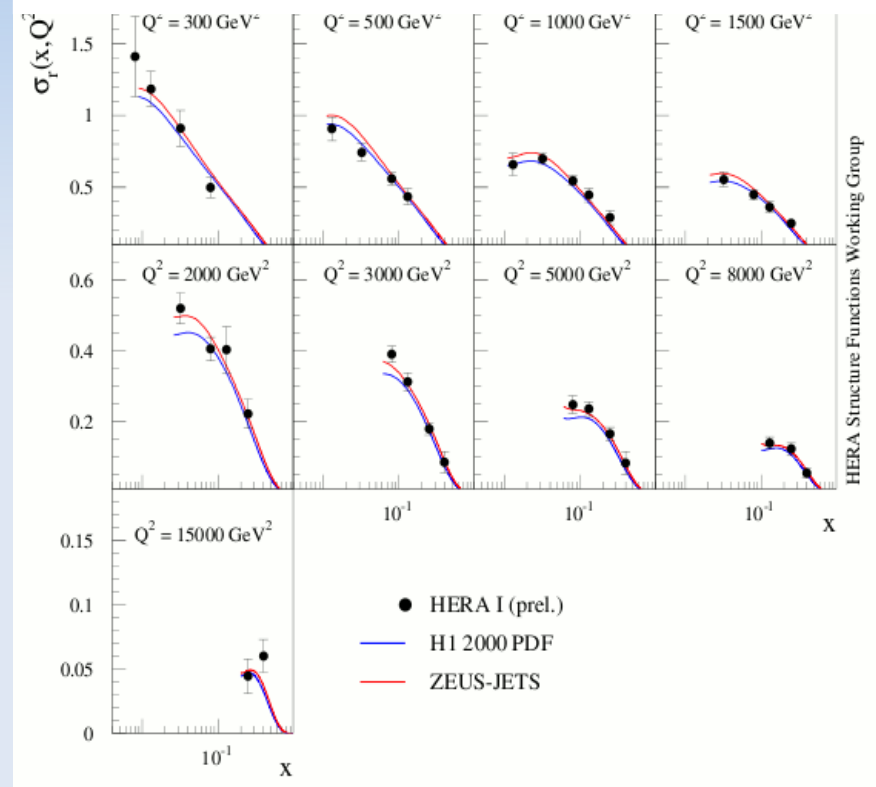 σr(x,Q²
Q² = 300 GeV²
Q² = 500 GeV²
Q² = 1000 GeV²
Q² = 1500 GeV²
1.5
1
0.5
Q² = 2000 GeV²
Q² = 3000 GeV²
Q² = 5000 GeV²
Q² = 8000 GeV²
0.6
0.4
0.2
10⁻¹
10⁻¹
10⁻¹
x
Q² = 15000 GeV²
0.15
0.1
0.05
0
10⁻¹
x
HERA I (prel.)
H1 2000 PDF
ZEUS-JETS
HERA Structure Functions Working Group